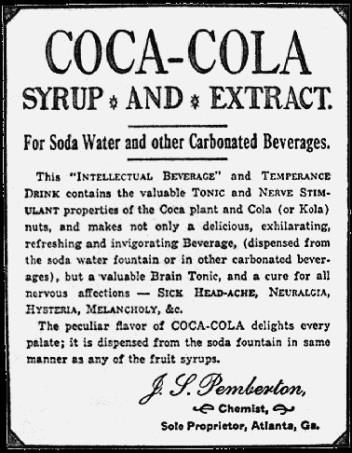 COCA-COLA
SYRUP * AND * EXTRACT.
For Soda Water and other Carbonated Beverages.
This "INTELLECTUAL BEVERAGE" and TEMPERANCE
DRINK contains the valuable TONIC and NERVE STIM-
ULANT properties of the Coca plant and Cola (or Kola)
nuts, and makes not only a delicious, exhilarating,
refreshing and invigorating Beverage, (dispensed from
the soda water fountain or in other carbonated bever-
ages), but a valuable Brain Tonic, and a cure for all
nervous affections — SICK HEAD-ACHE, NEURALGIA,
HYSTERIA, MELANCHOLY, &c.
The peculiar flavor of COCA-COLA delights every
palate; it is dispensed from the soda fountain in same
manner as any of the fruit syrups.
J. S. Pemberton,
Chemist,
Sole Proprietor, Atlanta, Ga.